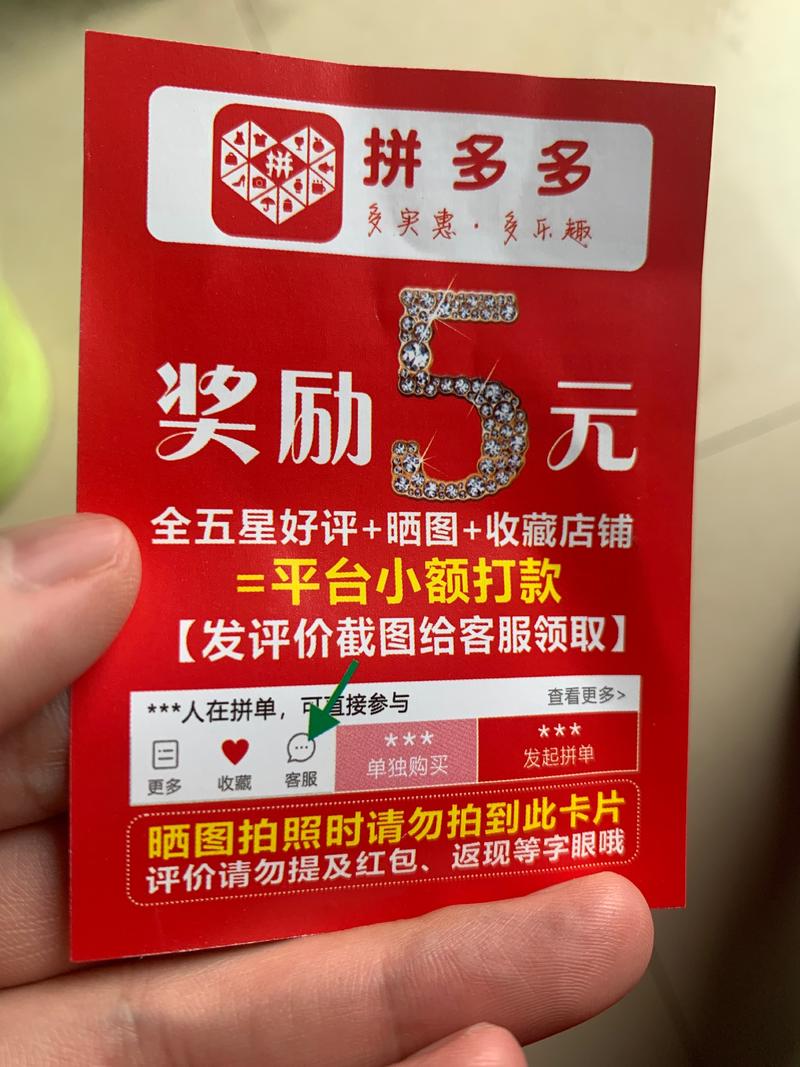 拼
拼多多
多实惠·多乐趣
奖励5元
全五星好评+晒图+收藏店铺
=平台小额打款
【发评价截图给客服领取】
***人在拼单，可直接参与 查看更多>
更多 收藏 客服
***
单独购买
***
发起拼单
晒图拍照时请勿拍到此卡片
评价请勿提及红包、返现等字眼哦